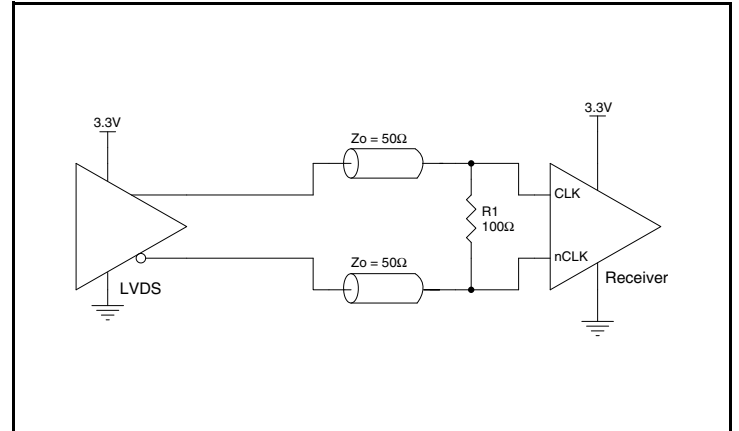 3.3V
3.3V
Zo = 50Ω
CLK
R1
100Ω
nCLK
Zo = 50Ω
LVDS
Receiver